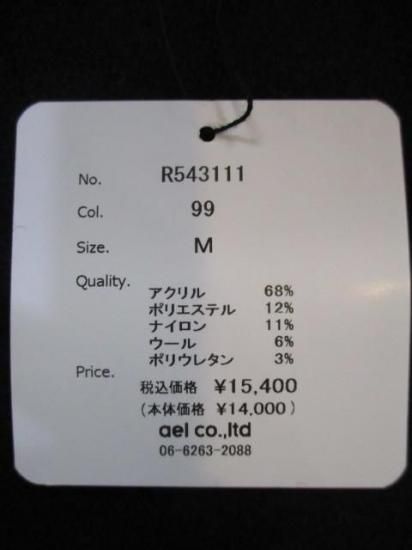 No. R543111
Col. 99
Size. M
Quality.
アクリル 68%
ポリエステル 12%
ナイロン 11%
ウール 6%
ポリウレタン 3%
Price.
税込価格 ¥15,400
(本体価格 ¥14,000)
ael co.,ltd
06-6263-2088